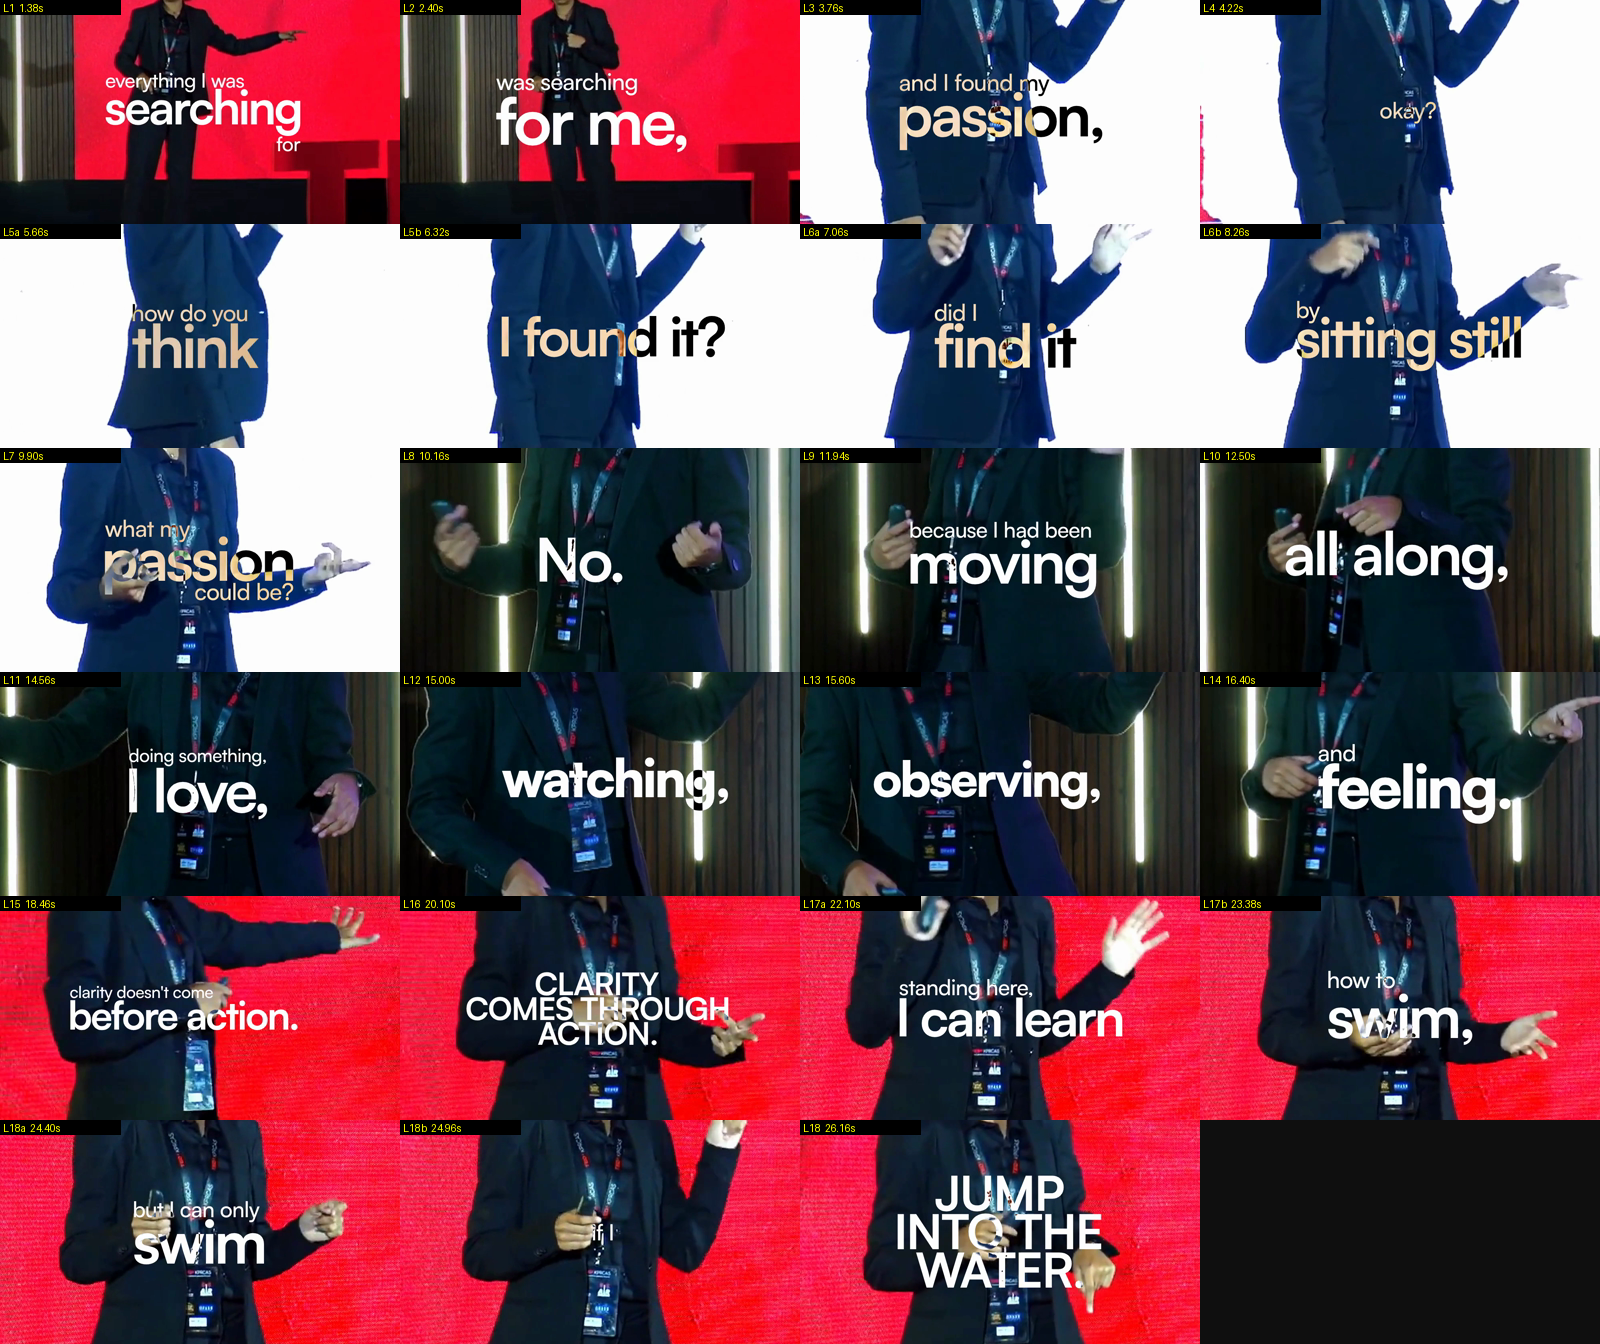 L1 1.38s
everything I was
searching
for
L2 2.40s
was searching
for me,
L3 3.76s
and I found my
passion,
L4 4.22s
okay?
L5a 5.66s
how do you
think
L5b 6.32s
I found it?
L6a 7.06s
did I
find it
L6b 8.26s
by
sitting still
L7 9.90s
what my
passion
could be?
L8 10.16s
No.
L9 11.94s
because I had been
moving
L10 12.50s
all along,
L11 14.56s
doing something,
I love,
L12 15.00s
watching,
L13 15.60s
observing,
L14 16.40s
and
feeling.
L15 18.46s
clarity doesn't come
before action.
L16 20.10s
CLARITY
COMES THROUGH
ACTION.
L17a 22.10s
standing here,
I can learn
L17b 23.38s
how to
swim,
L18a 24.40s
but I can only
swim
L18b 24.96s
if I
L18 26.16s
JUMP
INTO THE
WATER.